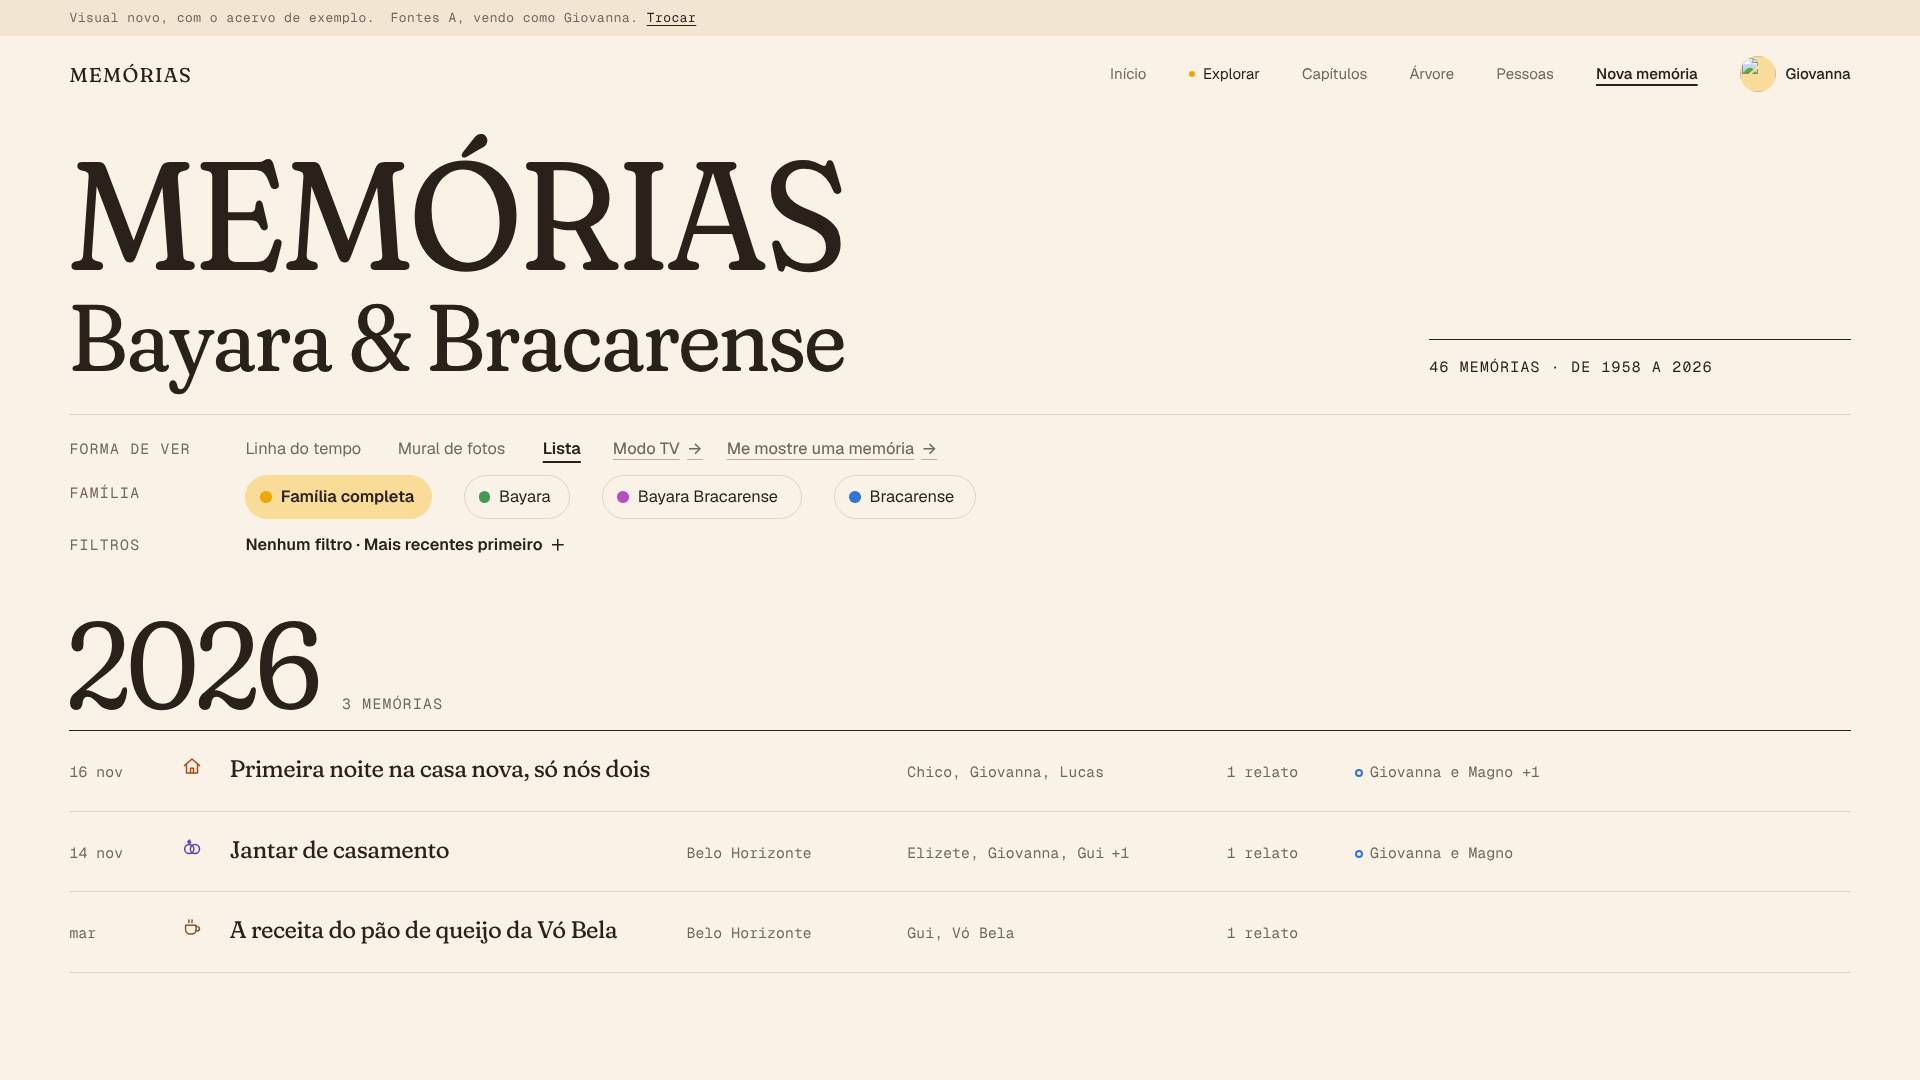 Visual novo, com o acervo de exemplo. Fontes A, vendo como Giovanna. Trocar
MEMÓRIAS
Início Explorar Capítulos Árvore Pessoas Nova memória Giovanna
MEMÓRIAS
Bayara & Bracarense
46 MEMÓRIAS · DE 1958 A 2026
FORMA DE VER Linha do tempo Mural de fotos Lista Modo TV → Me mostre uma memória →
FAMÍLIA Família completa Bayara Bayara Bracarense Bracarense
FILTROS Nenhum filtro · Mais recentes primeiro +
2026 3 MEMÓRIAS
16 nov Primeira noite na casa nova, só nós dois Chico, Giovanna, Lucas 1 relato Giovanna e Magno +1
14 nov Jantar de casamento Belo Horizonte Elizete, Giovanna, Gui +1 1 relato Giovanna e Magno
mar A receita do pão de queijo da Vó Bela Belo Horizonte Gui, Vó Bela 1 relato